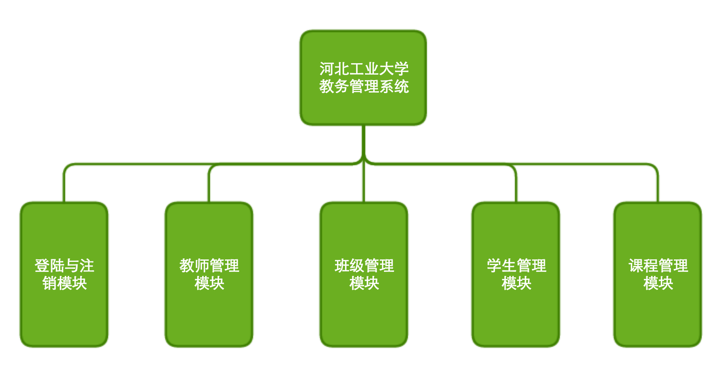 河北工业大学
教务管理系统
登陆与注
销模块
教师管理
模块
班级管理
模块
学生管理
模块
课程管理
模块